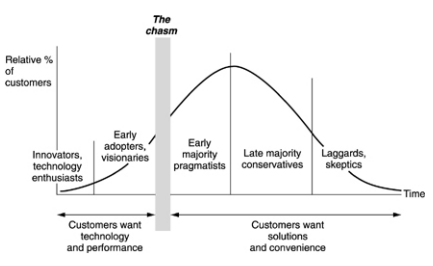 The
chasm
Relative %
of
customers
Innovators,
technology
enthusiasts
Early
adopters,
visionaries
Early
majority
pragmatists
Late majority
conservatives
Laggards,
skeptics
Time
Customers want
technology
and performance
Customers want
solutions
and convenience